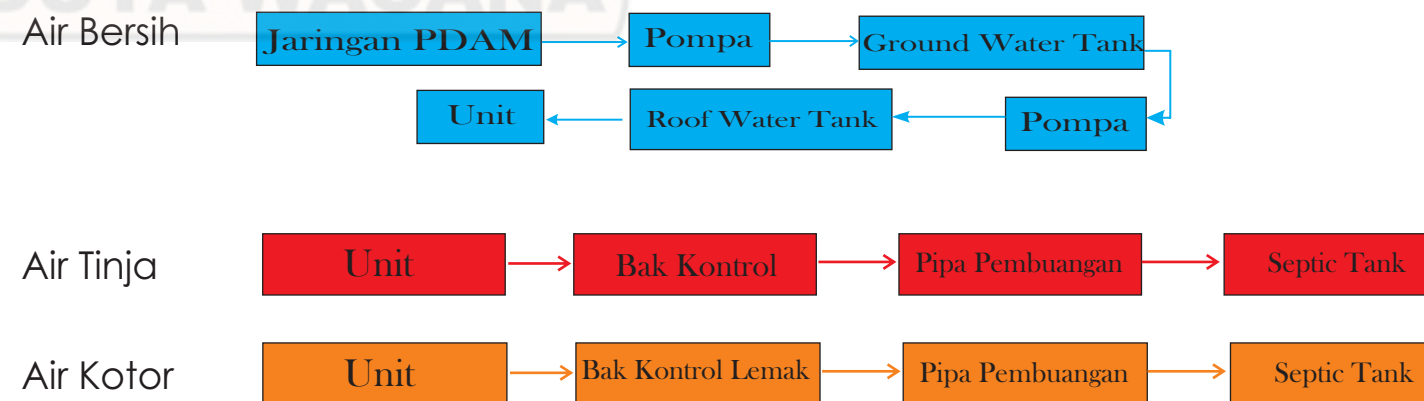 Air Bersih
Jaringan PDAM
Pompa
Ground Water Tank
Pompa
Roof Water Tank
Unit
Air Tinja
Unit
Bak Kontrol
Pipa Pembuangan
Septic Tank
Air Kotor
Unit
Bak Kontrol Lemak
Pipa Pembuangan
Septic Tank